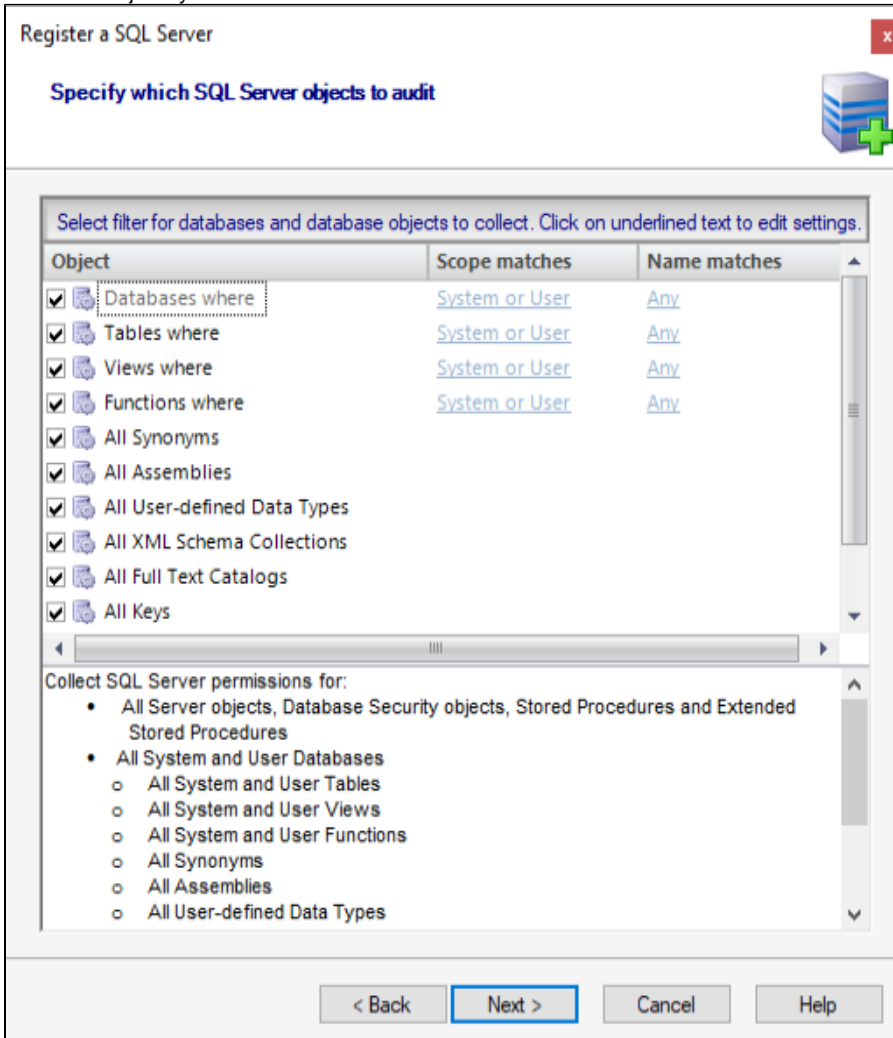 Register a SQL Server
x
Specify which SQL Server objects to audit
Select filter for databases and database objects to collect. Click on underlined text to edit settings.
Object Scope matches Name matches
Databases where System or User Any
Tables where System or User Any
Views where System or User Any
Functions where System or User Any
All Synonyms
All Assemblies
All User-defined Data Types
All XML Schema Collections
All Full Text Catalogs
All Keys
Collect SQL Server permissions for:
• All Server objects, Database Security objects, Stored Procedures and Extended
Stored Procedures
• All System and User Databases
o All System and User Tables
o All System and User Views
o All System and User Functions
o All Synonyms
o All Assemblies
o All User-defined Data Types
< Back Next > Cancel Help